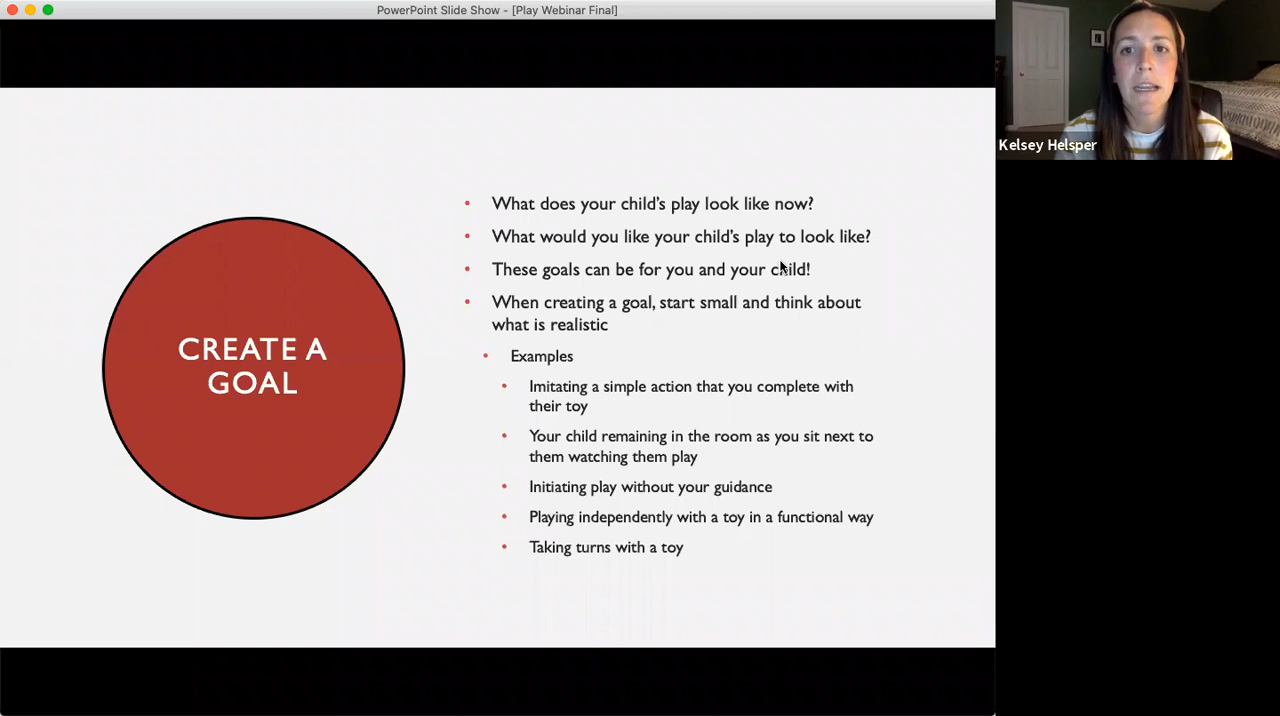 PowerPoint Slide Show - [Play Webinar Final]
Kelsey Helsper
CREATE A
GOAL
What does your child's play look like now?
What would you like your child's play to look like?
These goals can be for you and your child!
When creating a goal, start small and think about
what is realistic
Examples
Imitating a simple action that you complete with
their toy
Your child remaining in the room as you sit next to
them watching them play
Initiating play without your guidance
Playing independently with a toy in a functional way
Taking turns with a toy